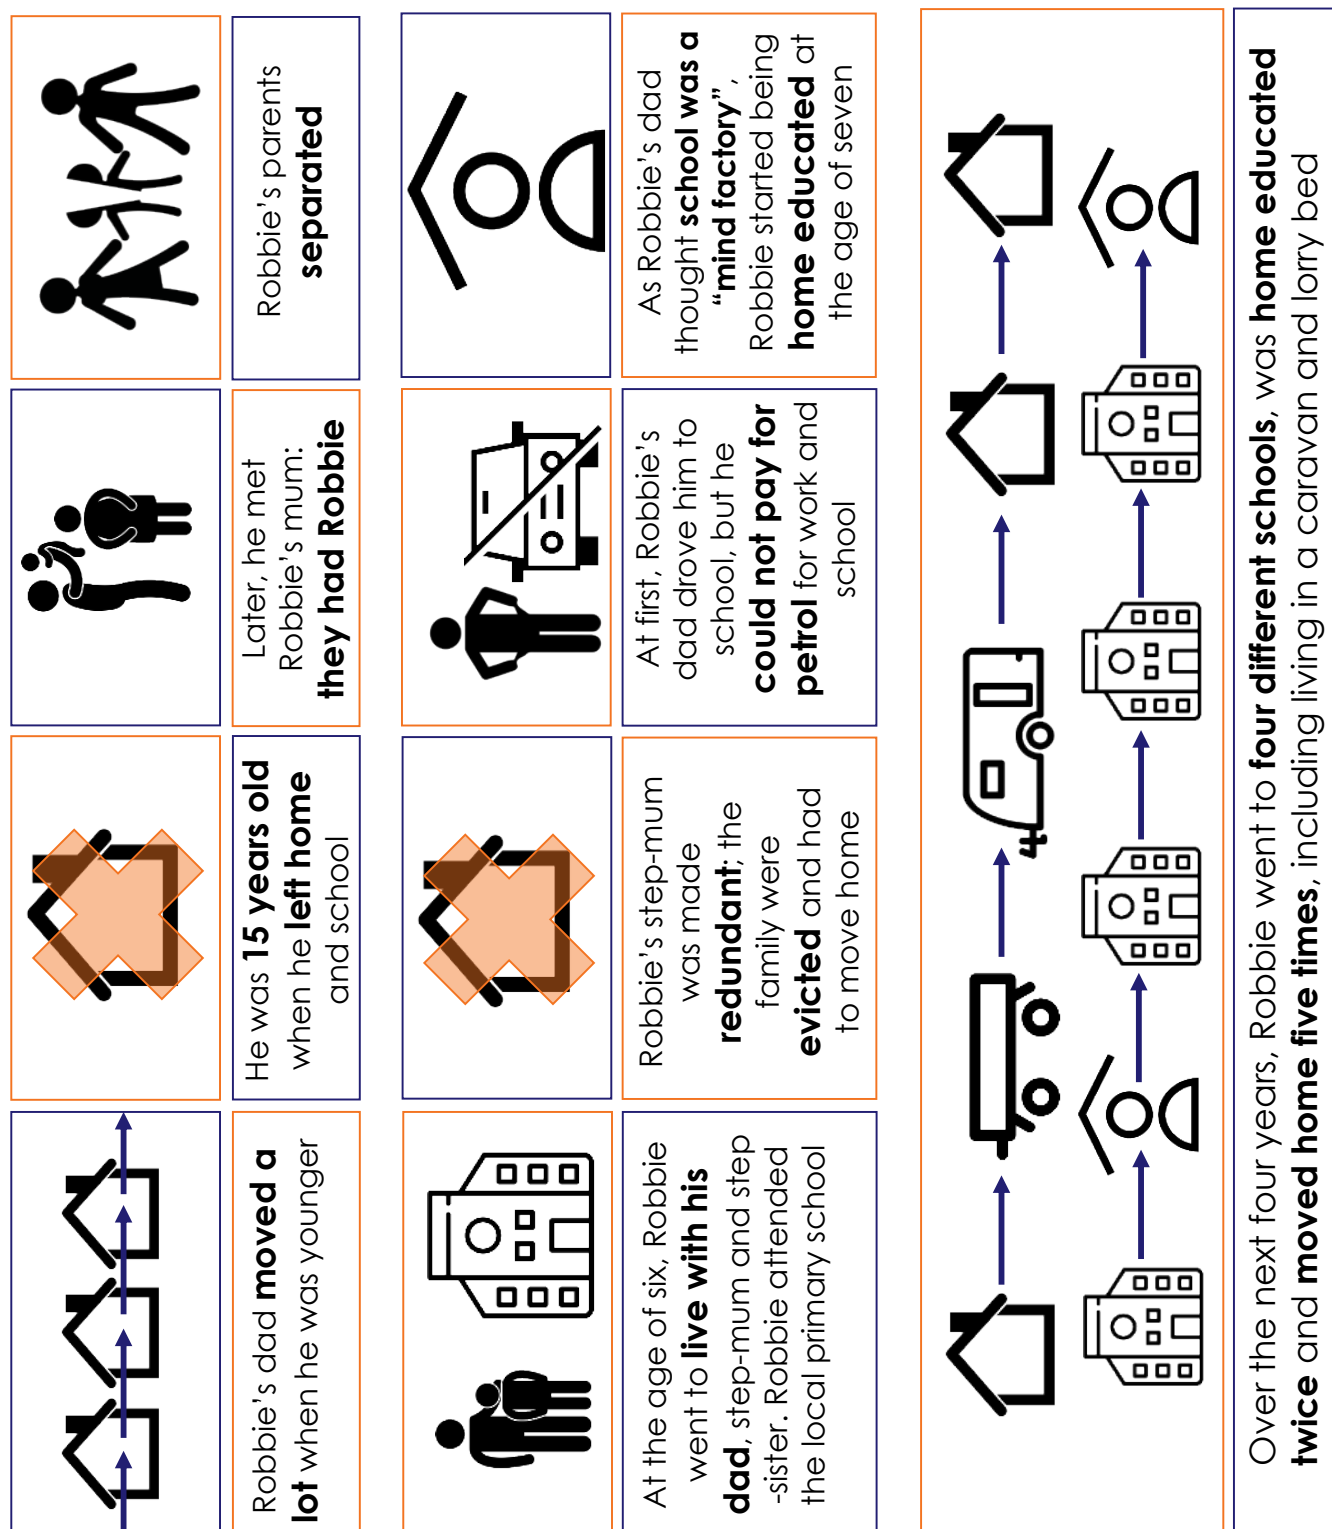 Robbie’s dad moved a
lot when he was younger
He was 15 years old
when he left home
and school
Later, he met
Robbie’s mum:
they had Robbie
Robbie’s parents
separated
At the age of six, Robbie
went to live with his
dad, step-mum and step
-sister. Robbie attended
the local primary school
Robbie’s step-mum
was made
redundant; the
family were
evicted and had
to move home
At first, Robbie’s
dad drove him to
school, but he
could not pay for
petrol for work and
school
As Robbie’s dad
thought school was a
“mind factory”,
Robbie started being
home educated at
the age of seven
Over the next four years, Robbie went to four different schools, was home educated
twice and moved home five times, including living in a caravan and lorry bed